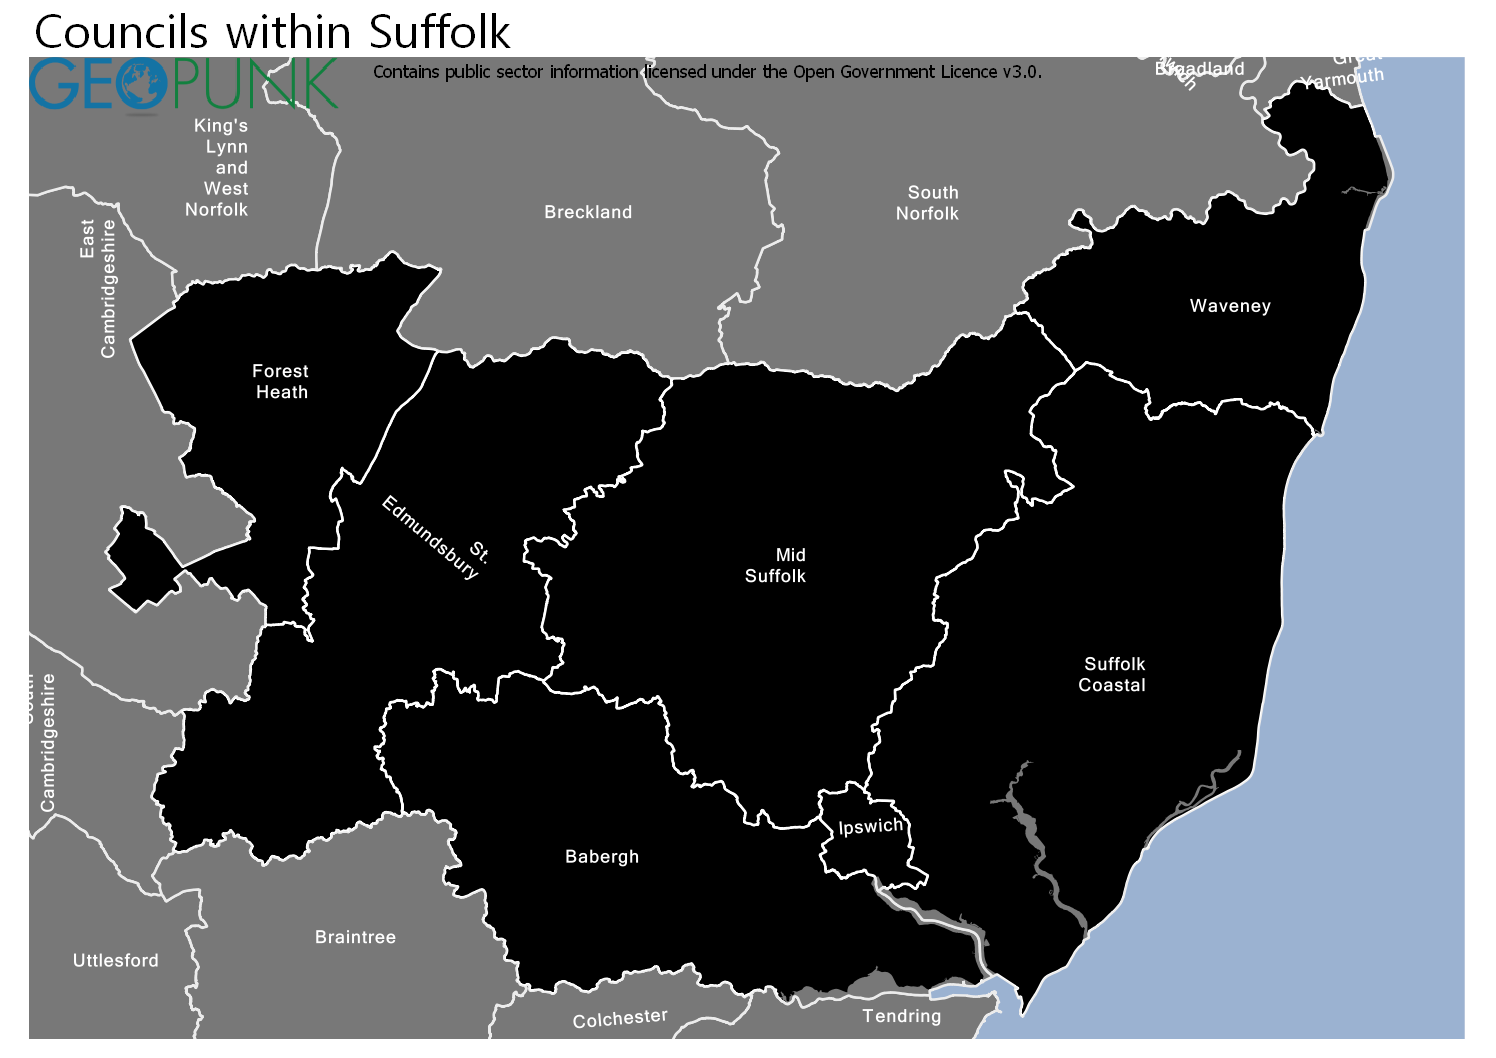 Councils within Suffolk
GEOPUNK
Contains public sector information licensed under the Open Government Licence v3.0.
Broadland
Great
Yarmouth
King's
Lynn
and
West
Norfolk
Breckland
South
Norfolk
East
Cambridgeshire
Waveney
Forest
Heath
St.
Edmundsbury
Mid
Suffolk
Suffolk
Coastal
South
Cambridgeshire
Ipswich
Babergh
Braintree
Uttlesford
Colchester
Tendring